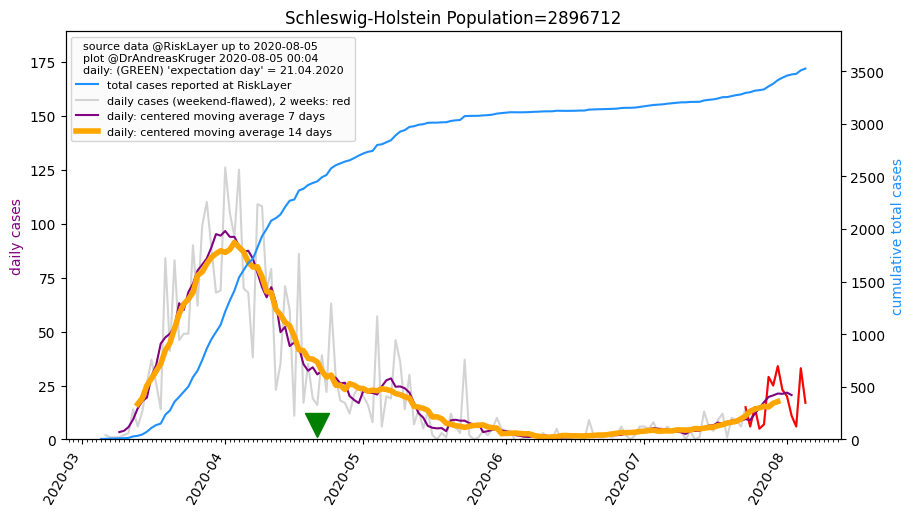 Schleswig-Holstein Population=2896712
source data @RiskLayer up to 2020-08-05
plot @DrAndreasKruger 2020-08-05 00:04
daily: (GREEN) 'expectation day' = 21.04.2020
total cases reported at RiskLayer
daily cases (weekend-flawed), 2 weeks: red
daily: centered moving average 7 days
daily: centered moving average 14 days
daily cases
175
150
125
100
75
50
25
0
3500
3000
2500
2000
1500
1000
500
0
cumulative total cases
2020-03
2020-04
2020-05
2020-06
2020-07
2020-08